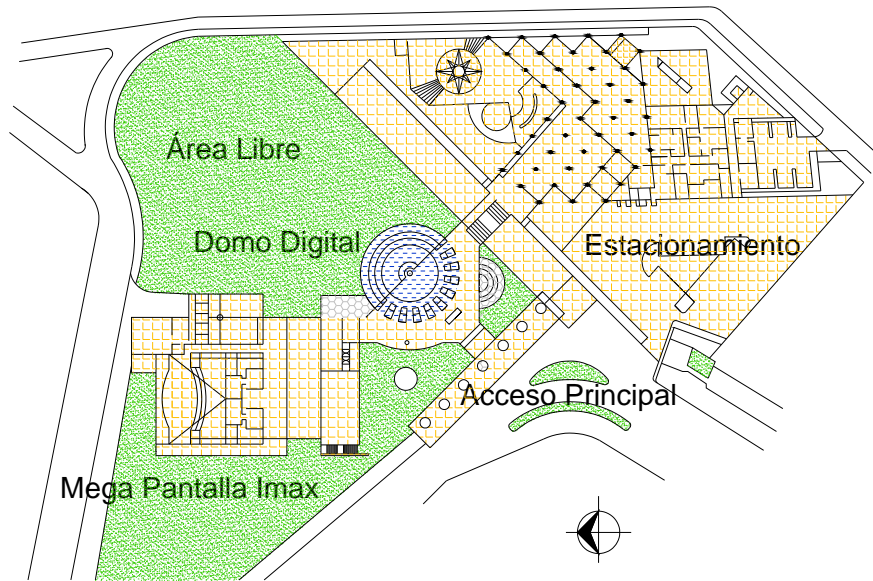 Área Libre
Domo Digital
Estacionamiento
Acceso Principal
Mega Pantalla Imax